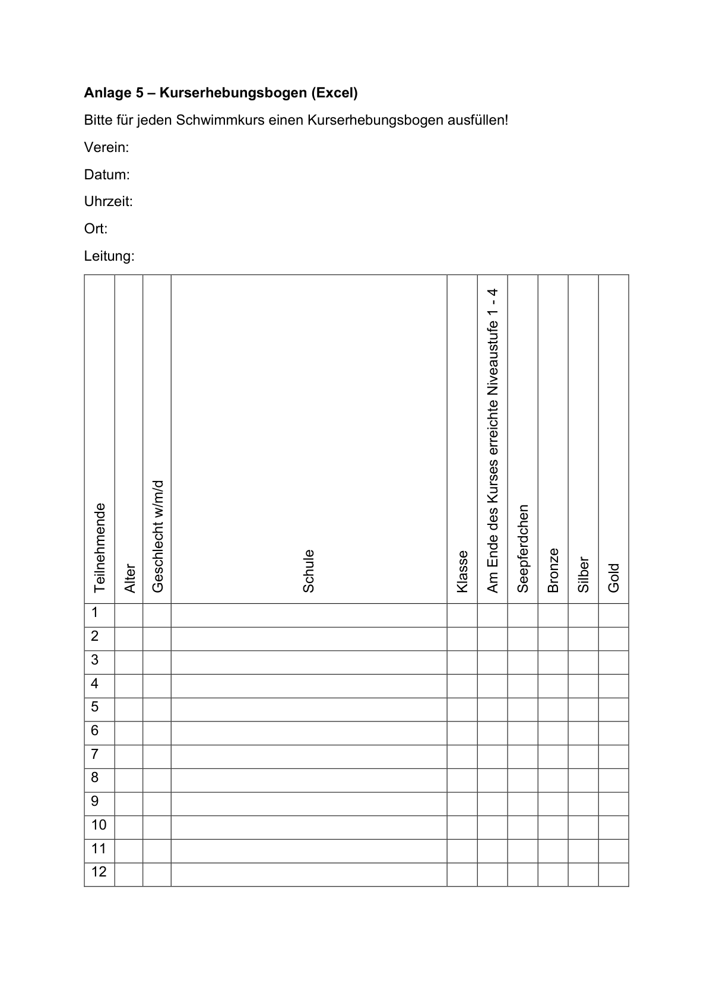 Anlage 5 – Kurserhebungsbogen (Excel)
Bitte für jeden Schwimmkurs einen Kurserhebungsbogen ausfüllen!
Verein:
Datum:
Uhrzeit:
Ort:
Leitung:
Teilnehmende
Alter
Geschlecht w/m/d
Schule
Klasse
Am Ende des Kurses erreichte Niveaustufe 1 - 4
Seepferdchen
Bronze
Silber
Gold
1
2
3
4
5
6
7
8
9
10
11
12